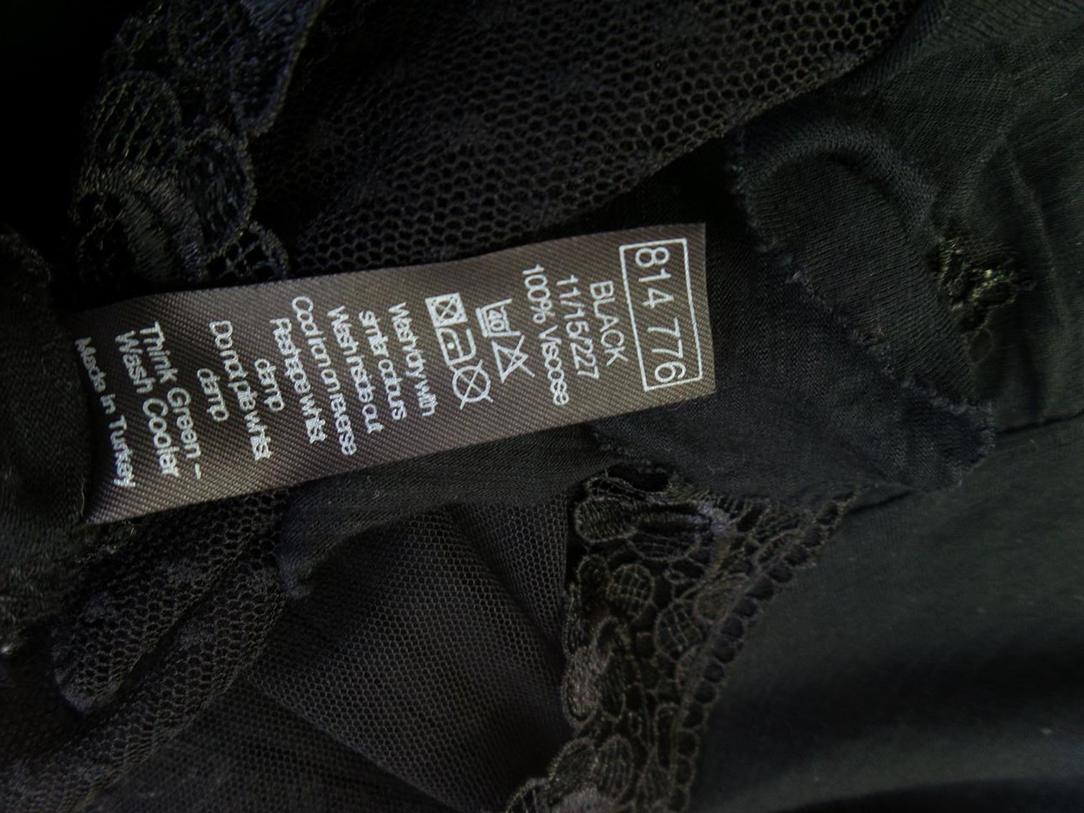 814 776
BLACK
11/15/227
100% Viscose
40
Wash/dry with
similar colours
Wash inside out
Cool iron on reverse
Reshape whilst
damp
Do not pile whilst
damp
Think Green -
Wash Cooler
Made In Turkey